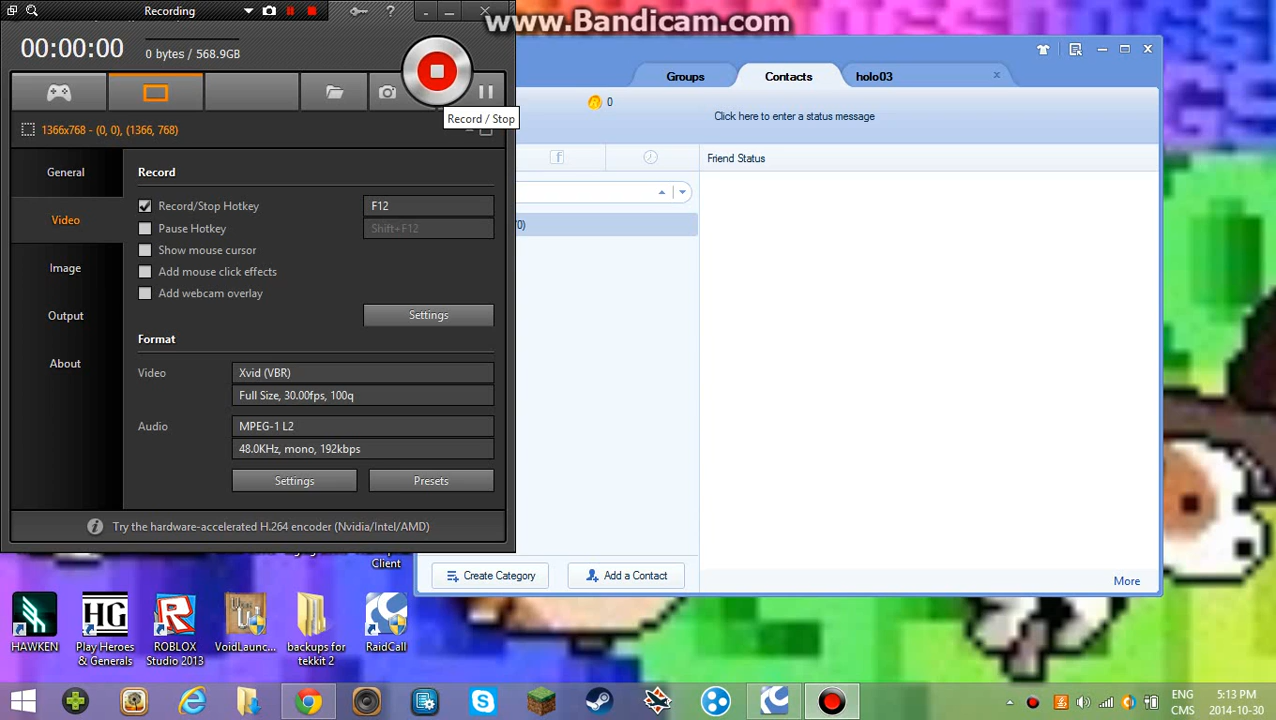 Recording
www.Bandicam.com
00:00:00
0 bytes / 568.9GB
Record / Stop
1366x768 - (0, 0), (1366, 768)
General
Video
Image
Output
About
Record
Record/Stop Hotkey
F12
Pause Hotkey
Shift+F12
Show mouse cursor
Add mouse click effects
Add webcam overlay
Settings
Format
Video
Xvid (VBR)
Full Size, 30.00fps, 100q
Audio
MPEG-1 L2
48.0KHz, mono, 192kbps
Settings
Presets
Try the hardware-accelerated H.264 encoder (Nvidia/Intel/AMD)
Groups
Contacts
holo03
0
Click here to enter a status message
Friend Status
Create Category
Add a Contact
More
Client
HAWKEN
Play Heroes & Generals
ROBLOX Studio 2013
VoidLaunc...
backups for tekkit 2
RaidCall
ENG
CMS
5:13 PM
2014-10-30